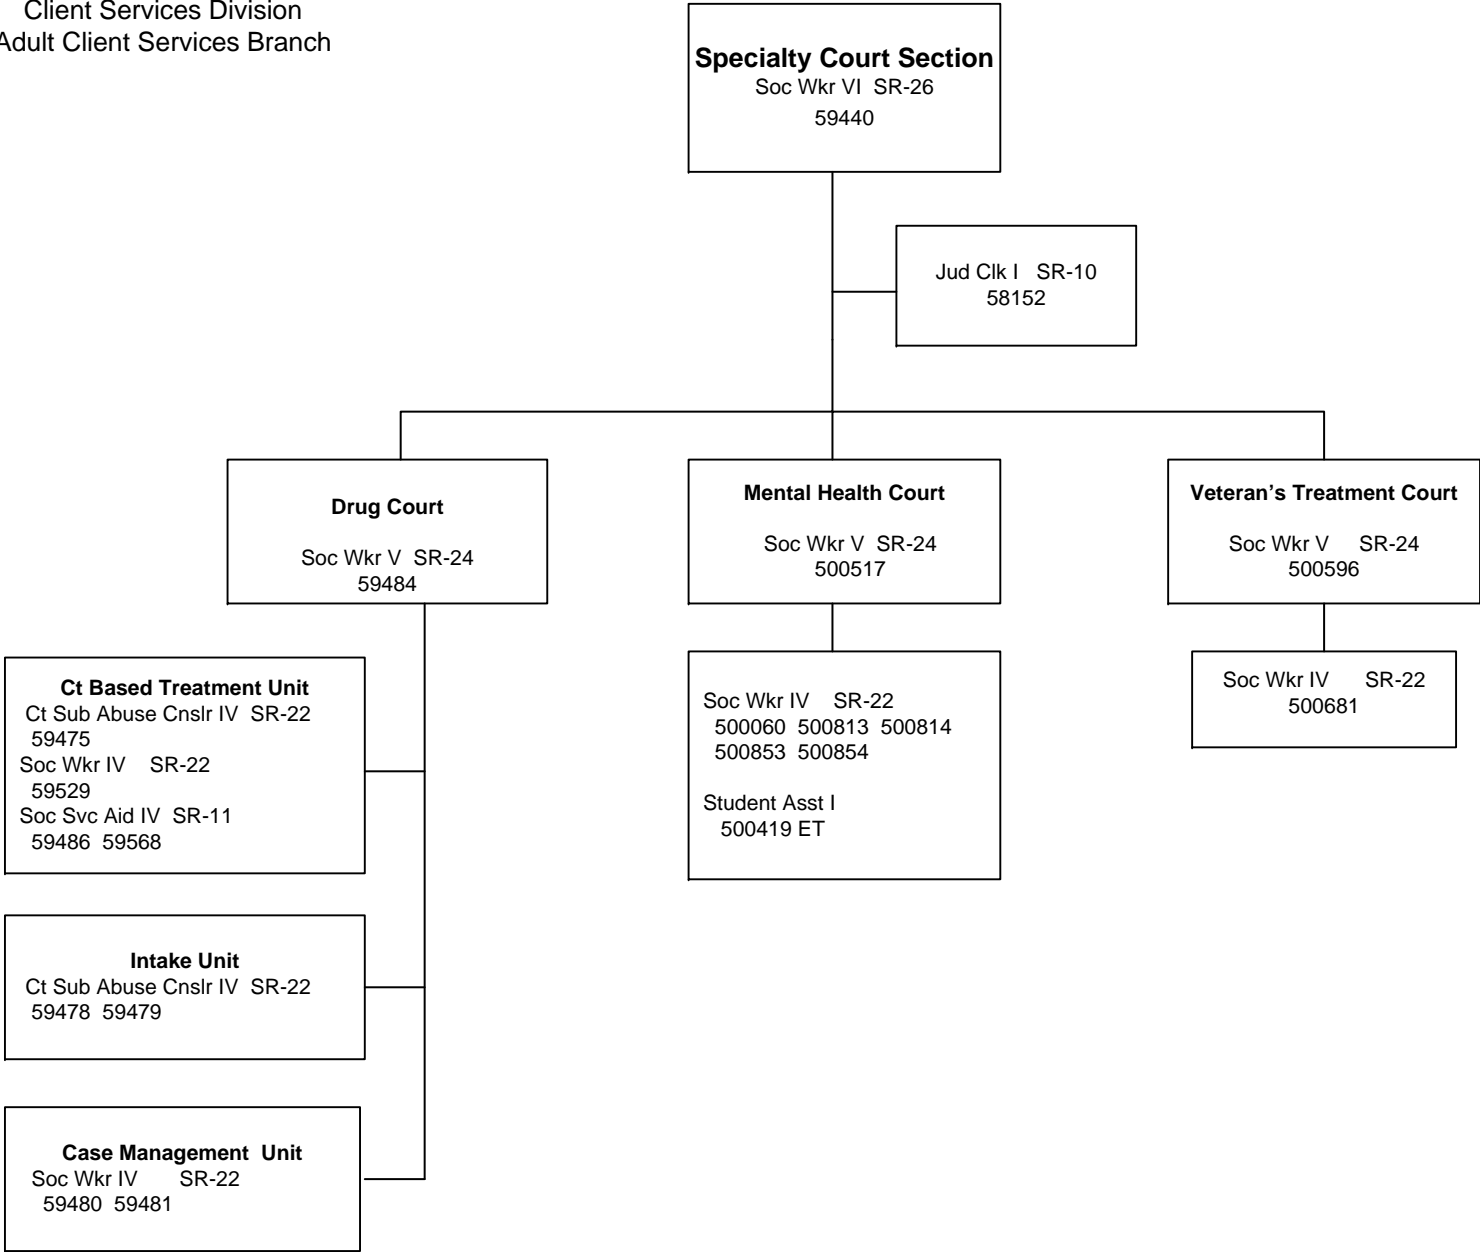 Client Services Division
Adult Client Services Branch
Specialty Court Section
Soc Wkr VI SR-26
59440
Jud Clk I SR-10
58152
Drug Court
Soc Wkr V SR-24
59484
Mental Health Court
Soc Wkr V SR-24
500517
Veteran's Treatment Court
Soc Wkr V SR-24
500596
Ct Based Treatment Unit
Ct Sub Abuse Cnslr IV SR-22
59475
Soc Wkr IV SR-22
59529
Soc Svc Aid IV SR-11
59486 59568
Soc Wkr IV SR-22
500060 500813 500814
500853 500854
Student Asst I
500419 ET
Soc Wkr IV SR-22
500681
Intake Unit
Ct Sub Abuse Cnslr IV SR-22
59478 59479
Case Management Unit
Soc Wkr IV SR-22
59480 59481